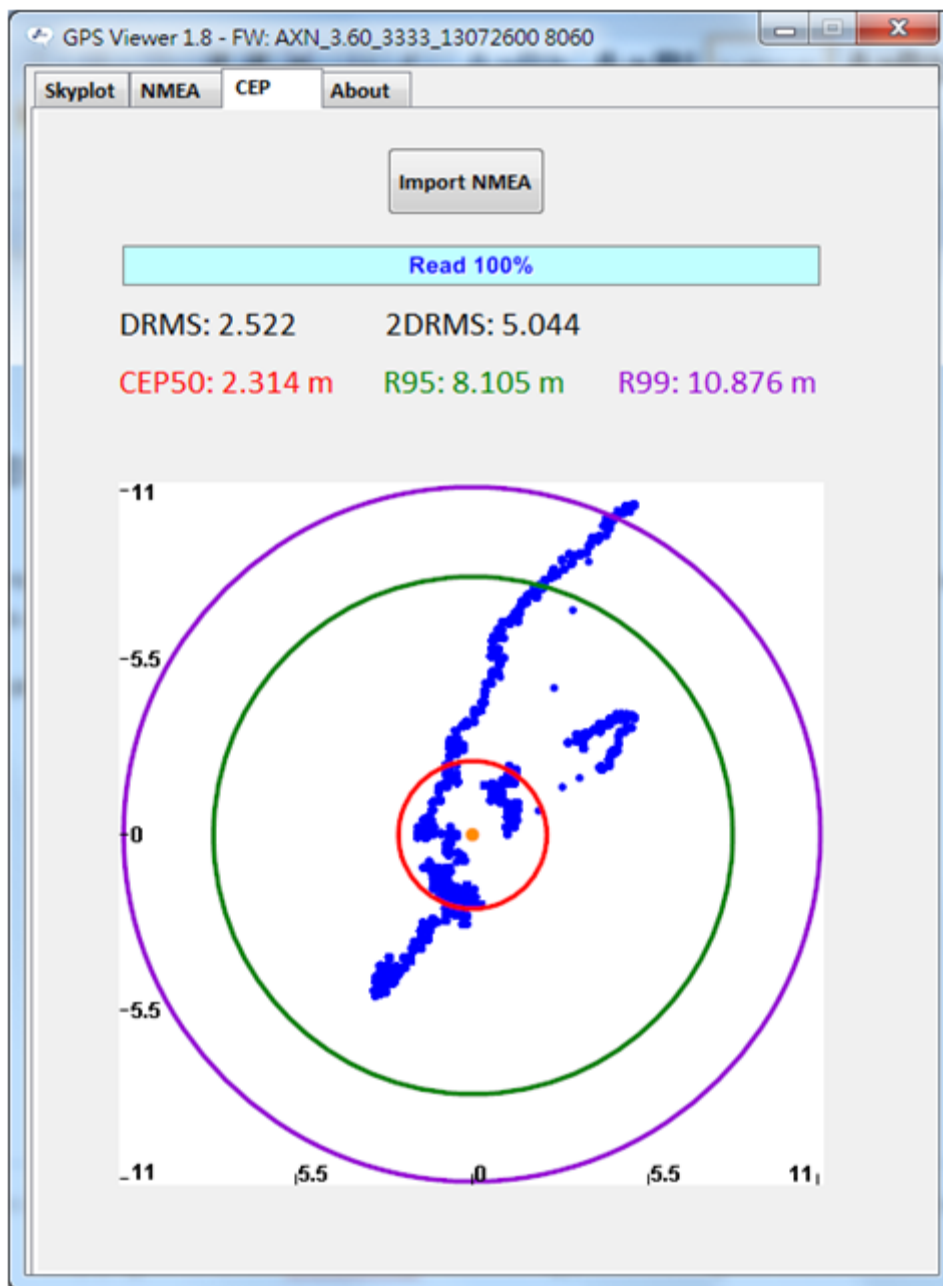 GPS Viewer 1.8 - FW: AXN_3.60_3333_13072600 8060
Skyplot NMEA CEP About
Import NMEA
Read 100%
DRMS: 2.522 2DRMS: 5.044
CEP50: 2.314 m R95: 8.105 m R99: 10.876 m
11
5.5
0
5.5
11 5.5 0 5.5 11